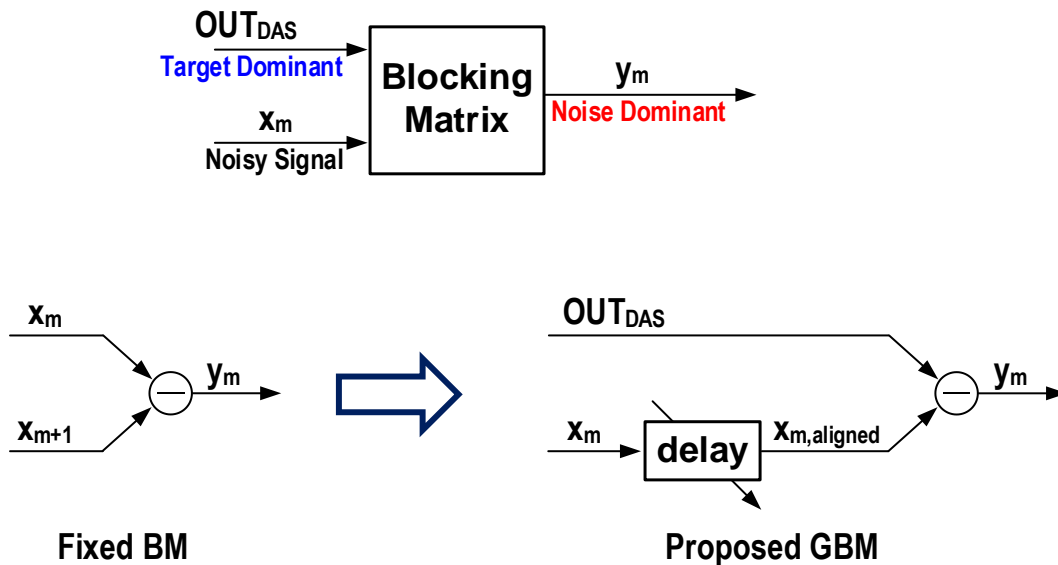 OUTDAS
Target Dominant
Blocking
Matrix
ym
Noise Dominant
xm
Noisy Signal
xm
ym
xm+1
OUTDAS
ym
xm
delay
xm,aligned
Fixed BM
Proposed GBM